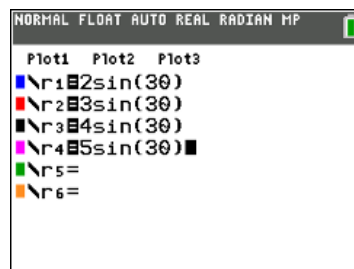 NORMAL FLOAT AUTO REAL RADIAN MP
Plot1 Plot2 Plot3
\r1=2sin(3θ)
\r2=3sin(3θ)
\r3=4sin(3θ)
\r4=5sin(3θ)
\r5=
\r6=